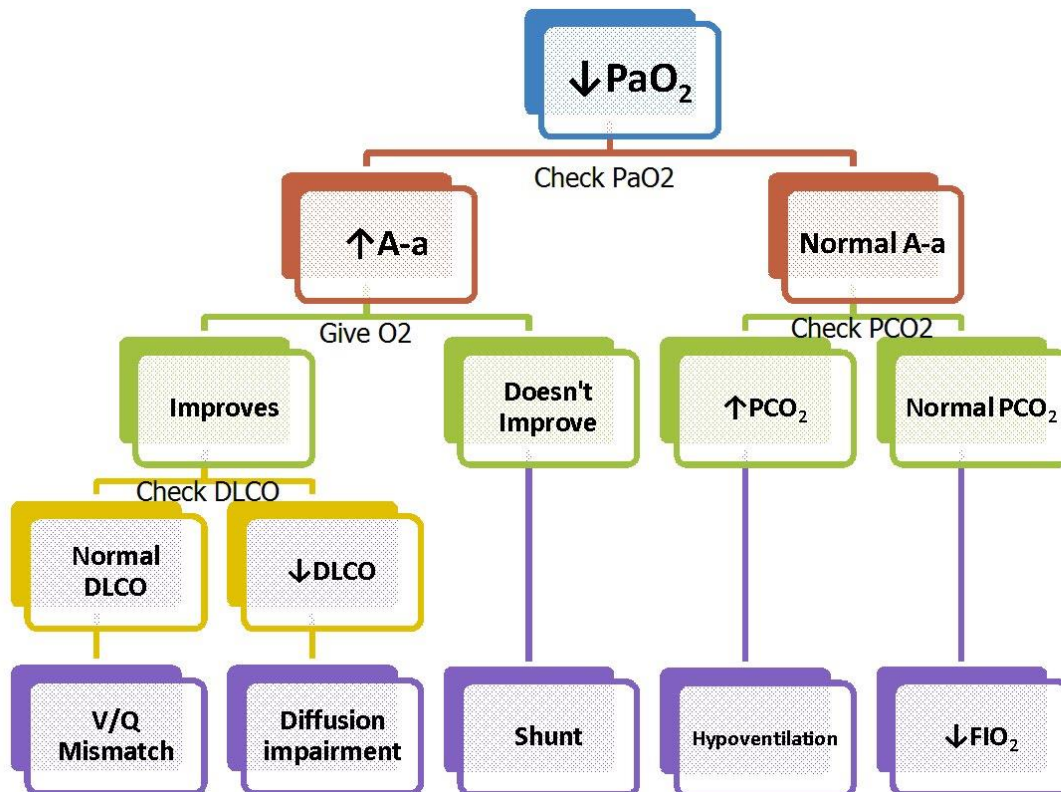 ↓PaO₂
Check PaO2
↑A-a
Normal A-a
Give O2
Check PCO2
Improves
Doesn't
Improve
↑PCO₂
Normal PCO₂
Check DLCO
Normal
DLCO
↓DLCO
V/Q
Mismatch
Diffusion
impairment
Shunt
Hypoventilation
↓FIO₂